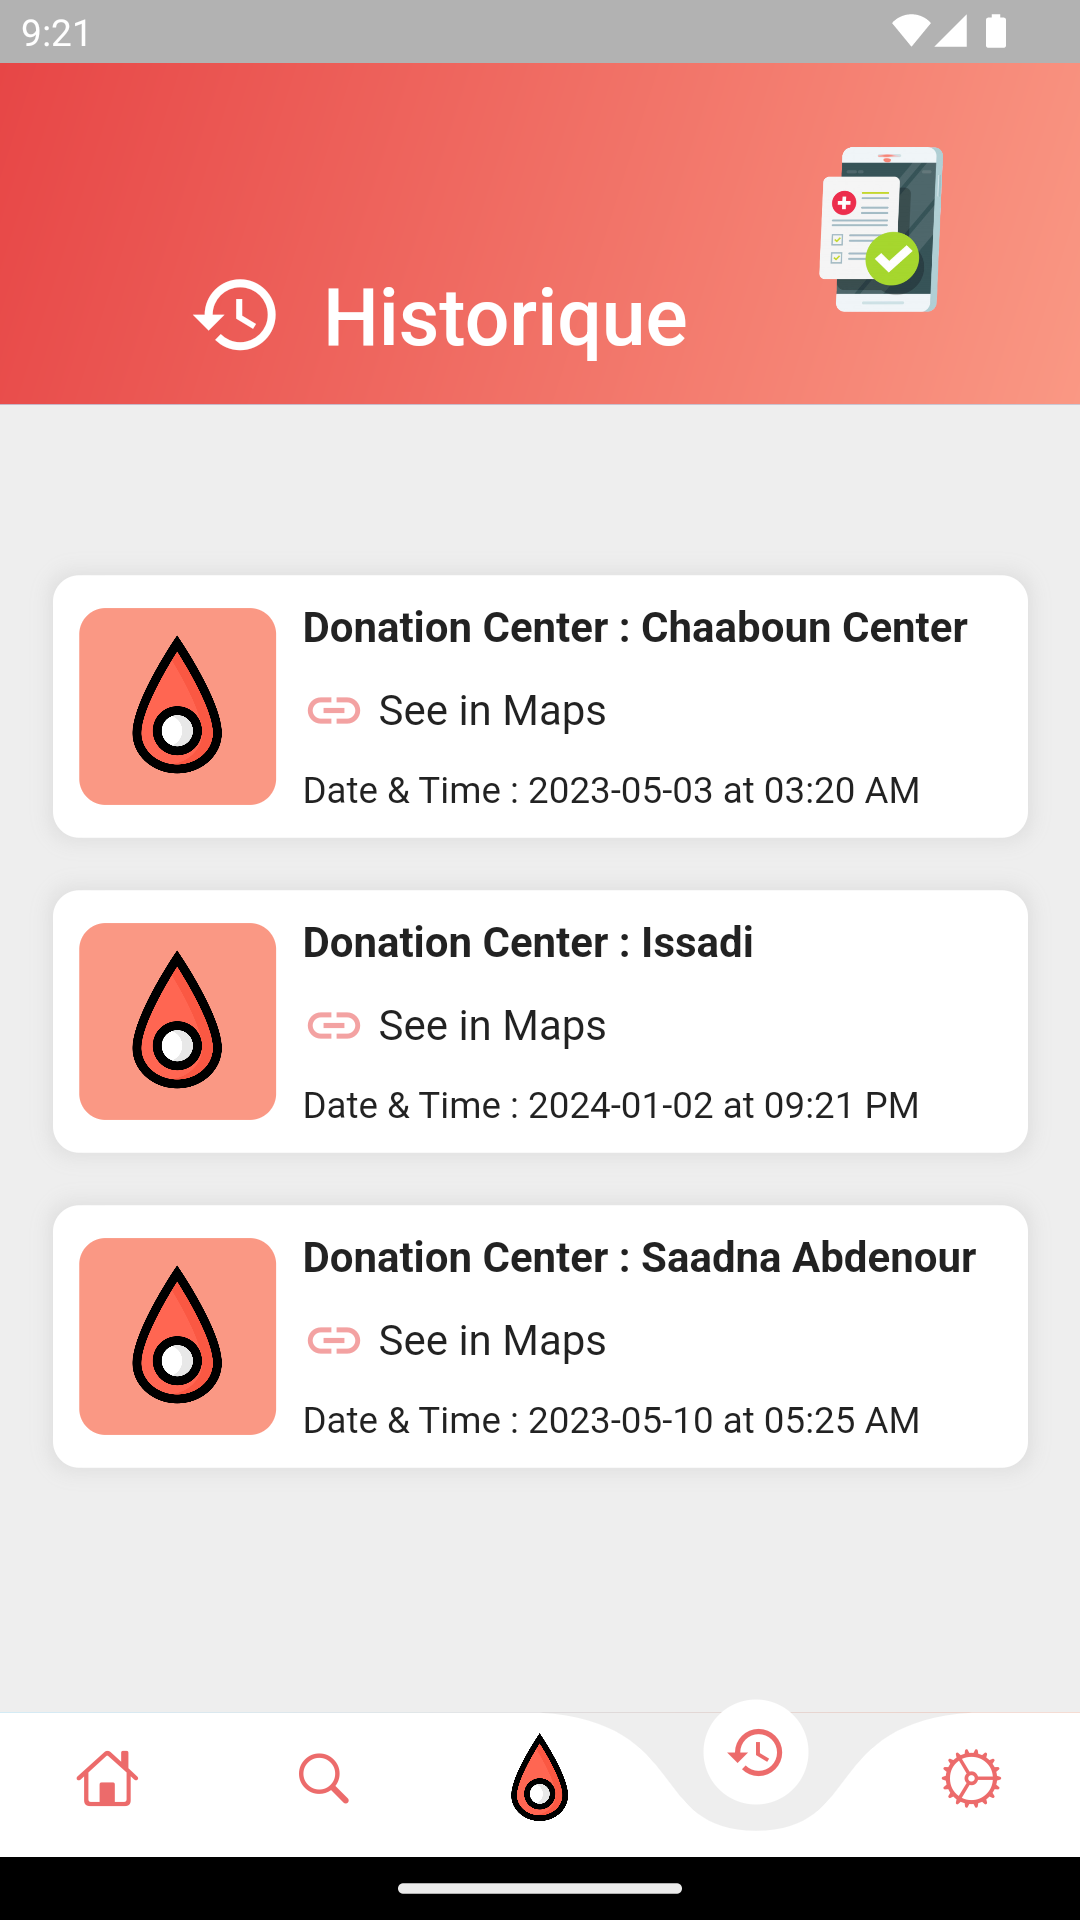 9:21
Historique
Donation Center : Chaaboun Center
See in Maps
Date & Time : 2023-05-03 at 03:20 AM
Donation Center : Issadi
See in Maps
Date & Time : 2024-01-02 at 09:21 PM
Donation Center : Saadna Abdenour
See in Maps
Date & Time : 2023-05-10 at 05:25 AM